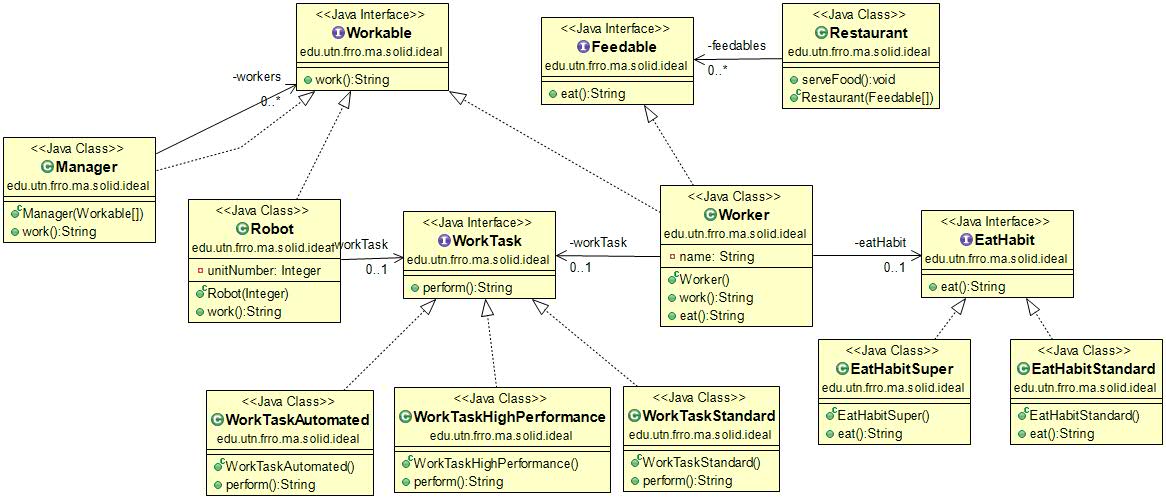 <<Java Interface>>
Workable
edu.utn.frro.ma.solid.ideal
work():String
<<Java Interface>>
Feedable
edu.utn.frro.ma.solid.ideal
eat():String
-feedables
0..*
<<Java Class>>
Restaurant
edu.utn.frro.ma.solid.ideal
serveFood():void
Restaurant(Feedable[])
-workers
0..*
<<Java Class>>
Manager
edu.utn.frro.ma.solid.ideal
Manager(Workable[])
work():String
<<Java Class>>
Robot
edu.utn.frro.ma.solid.ideal
unitNumber: Integer
Robot(Integer)
work():String
workTask
0..1
<<Java Interface>>
WorkTask
edu.utn.frro.ma.solid.ideal
perform():String
-workTask
0..1
<<Java Class>>
Worker
edu.utn.frro.ma.solid.ideal
name: String
Worker()
work():String
eat():String
-eatHabit
0..1
<<Java Interface>>
EatHabit
edu.utn.frro.ma.solid.ideal
eat():String
<<Java Class>>
WorkTaskAutomated
edu.utn.frro.ma.solid.ideal
WorkTaskAutomated()
perform():String
<<Java Class>>
WorkTaskHighPerformance
edu.utn.frro.ma.solid.ideal
WorkTaskHighPerformance()
perform():String
<<Java Class>>
WorkTaskStandard
edu.utn.frro.ma.solid.ideal
WorkTaskStandard()
perform():String
<<Java Class>>
EatHabitSuper
edu.utn.frro.ma.solid.ideal
EatHabitSuper()
eat():String
<<Java Class>>
EatHabitStandard
edu.utn.frro.ma.solid.ideal
EatHabitStandard()
eat():String